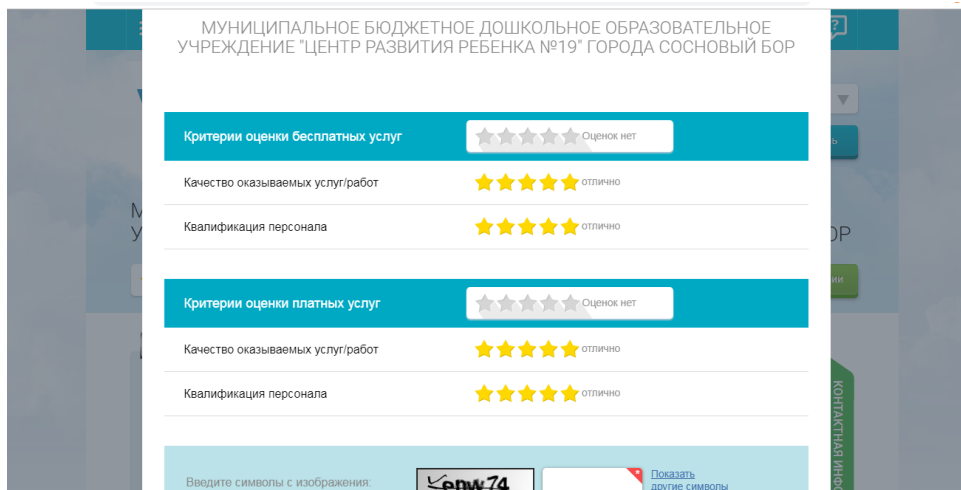 МУНИЦИПАЛЬНОЕ БЮДЖЕТНОЕ ДОШКОЛЬНОЕ ОБРАЗОВАТЕЛЬНОЕ
УЧРЕЖДЕНИЕ "ЦЕНТР РАЗВИТИЯ РЕБЕНКА №19" ГОРОДА СОСНОВЫЙ БОР
Критерии оценки бесплатных услуг Оценок нет
Качество оказываемых услуг/работ отлично
Квалификация персонала отлично
Критерии оценки платных услуг Оценок нет
Качество оказываемых услуг/работ отлично
Квалификация персонала отлично
Введите символы с изображения:
Показать
другие символы
КОНТАКТНАЯ